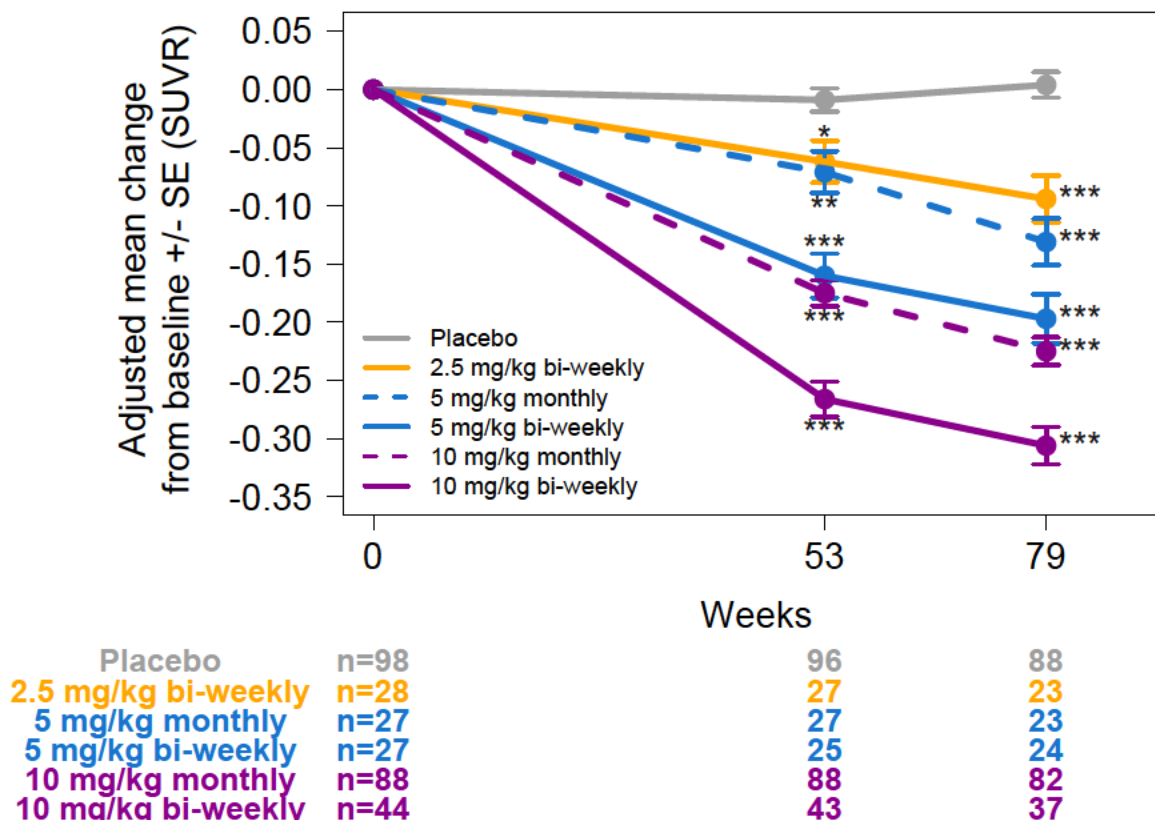 Adjusted mean change
from baseline +/- SE (SUVR)
0.05
0.00
-0.05
-0.10
-0.15
-0.20
-0.25
-0.30
-0.35
*
**
***
***
***
***
***
***
***
***
Placebo
2.5 mg/kg bi-weekly
5 mg/kg monthly
5 mg/kg bi-weekly
10 mg/kg monthly
10 mg/kg bi-weekly
0 53 79
Weeks
Placebo n=98 96 88
2.5 mg/kg bi-weekly n=28 27 23
5 mg/kg monthly n=27 27 23
5 mg/kg bi-weekly n=27 25 24
10 mg/kg monthly n=88 88 82
10 mg/kg bi-weekly n=44 43 37